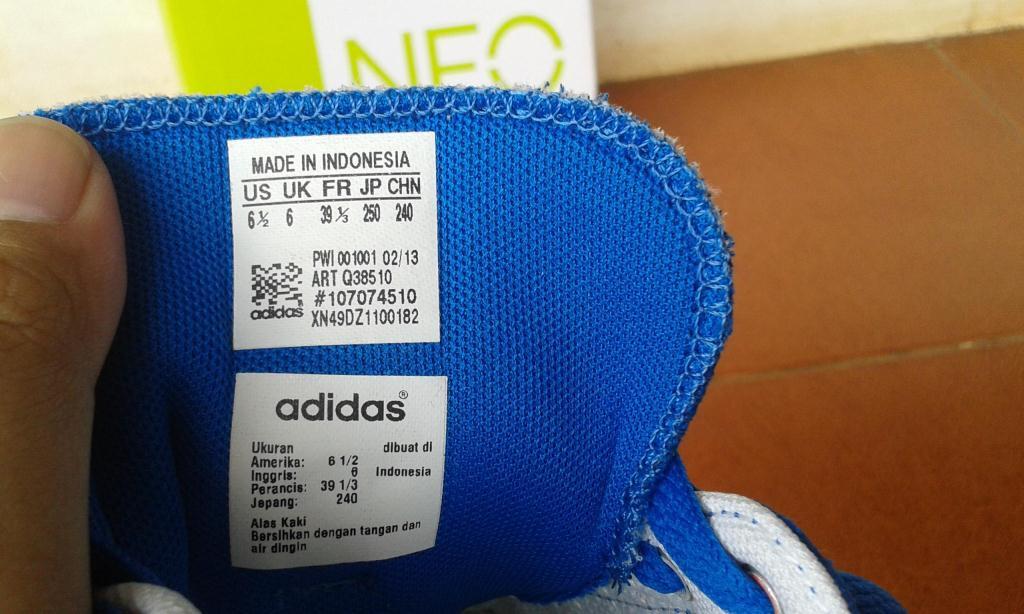 NEO
MADE IN INDONESIA
US UK FR JP CHN
6½ 6 39⅓ 250 240
PWI 001001 02/13
ART Q38510
#107074510
adidas XN49DZ1100182
adidas®
Ukuran dibuat di
Amerika: 6 1/2
Inggris: 6 Indonesia
Perancis: 39 1/3
Jepang: 240
Alas Kaki
Bersihkan dengan tangan dan
air dingin